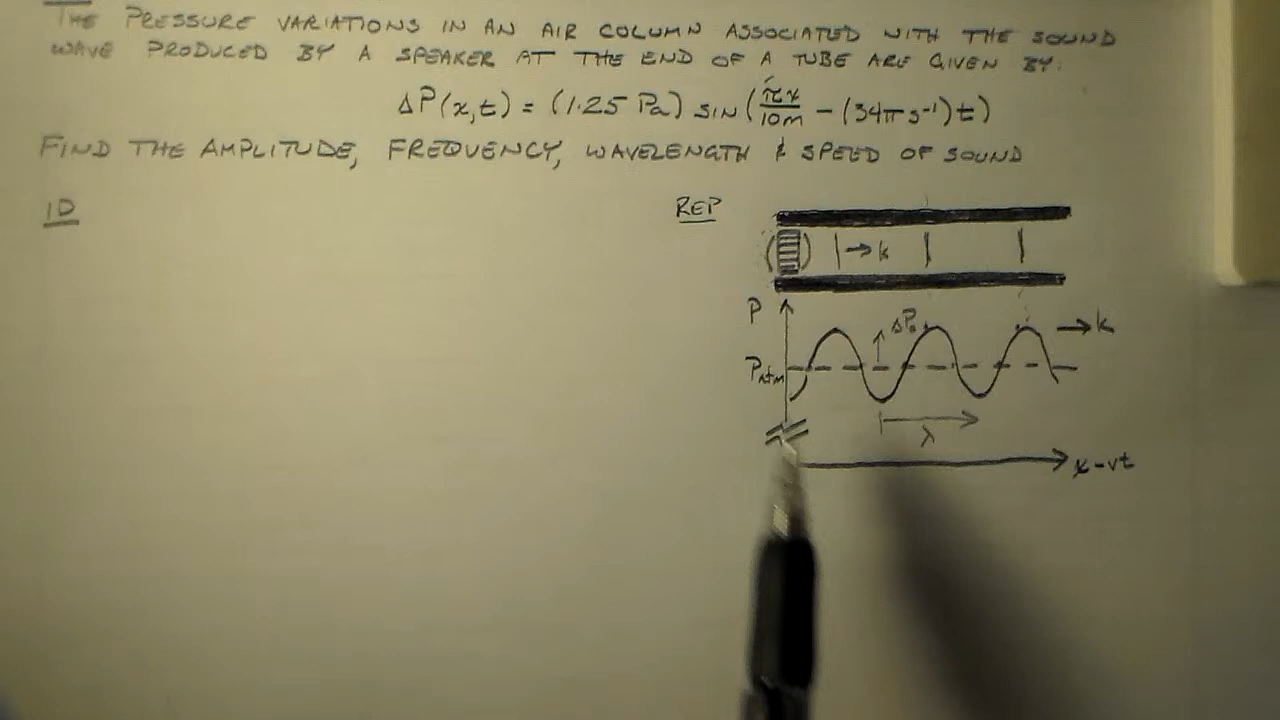 THE PRESSURE VARIATIONS IN AN AIR COLUMN ASSOCIATED WITH THE SOUND
WAVE PRODUCED BY A SPEAKER AT THE END OF A TUBE ARE GIVEN BY:
ΔP(x,t) = (1.25 Pa) SIN(πx/10m - (34π s⁻¹)t)
FIND THE AMPLITUDE, FREQUENCY, WAVELENGTH & SPEED OF SOUND
ID
REP
→ k
P
ΔP₀
→ k
Patm
λ
x-vt